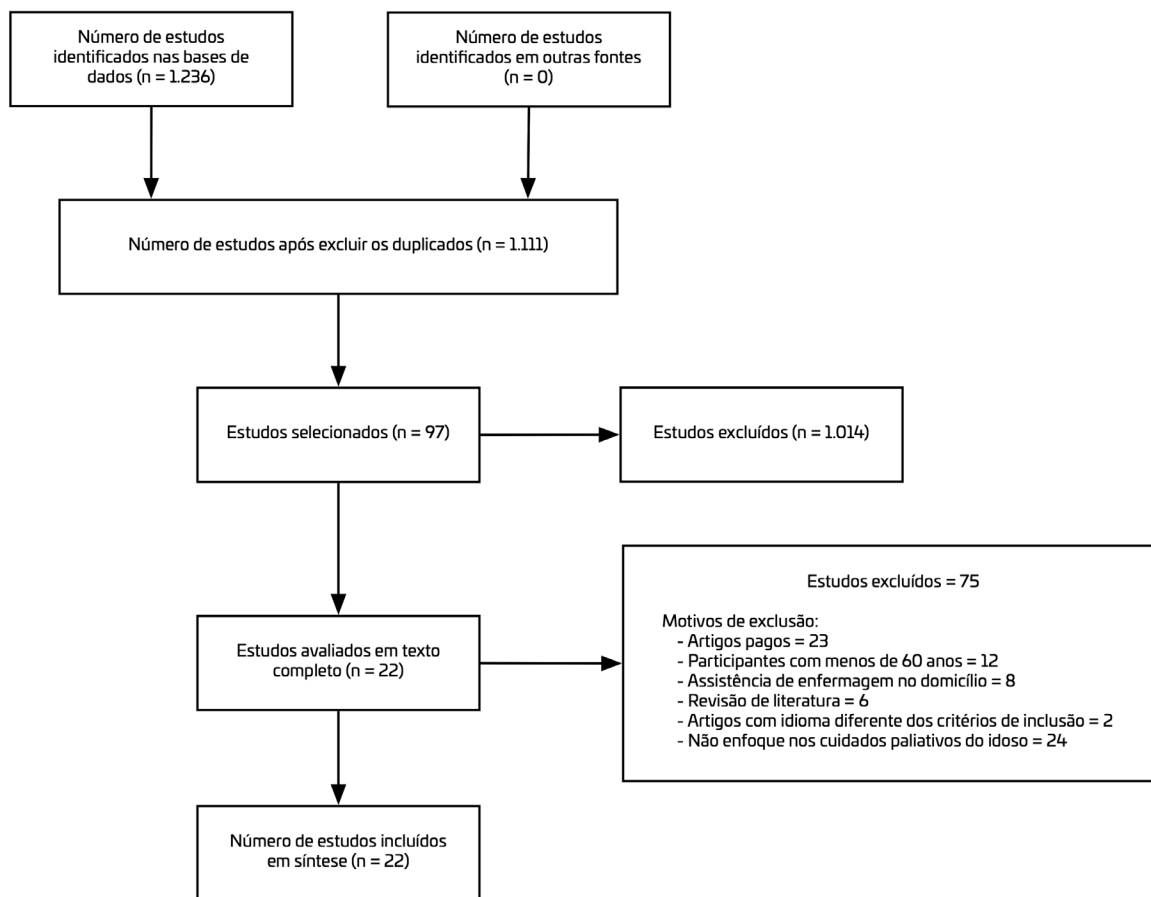 Número de estudos
identificados nas bases de
dados (n = 1.236)
Número de estudos
identificados em outras fontes
(n = 0)
Número de estudos após excluir os duplicados (n = 1.111)
Estudos selecionados (n = 97)
Estudos excluídos (n = 1.014)
Estudos avaliados em texto
completo (n = 22)
Estudos excluídos = 75
Motivos de exclusão:
- Artigos pagos = 23
- Participantes com menos de 60 anos = 12
- Assistência de enfermagem no domicílio = 8
- Revisão de literatura = 6
- Artigos com idioma diferente dos critérios de inclusão = 2
- Não enfoque nos cuidados paliativos do idoso = 24
Número de estudos incluídos
em síntese (n = 22)